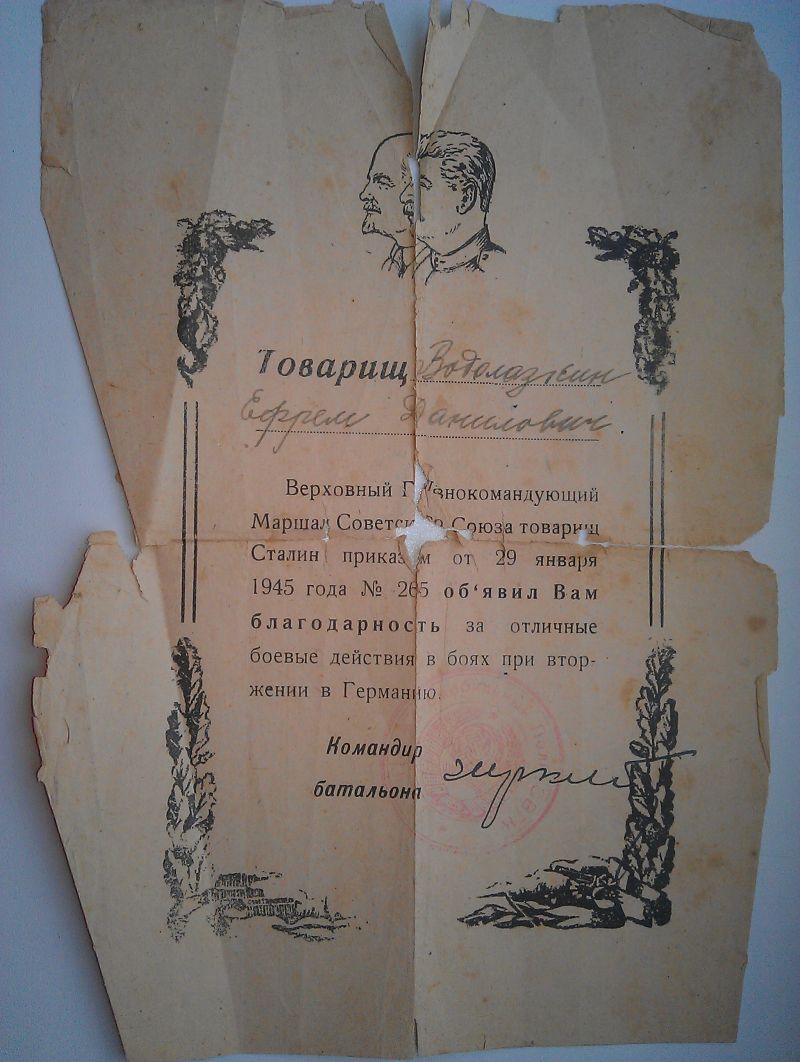 Товарищ Водолазкин
Ефрем Данилович
Верховный Главнокомандующий
Маршал Советского Союза товарищ
Сталин приказом от 29 января
1945 года № 265 об‘явил Вам
благодарность за отличные
боевые действия в боях при втор-
жении в Германию.
Командир
батальона